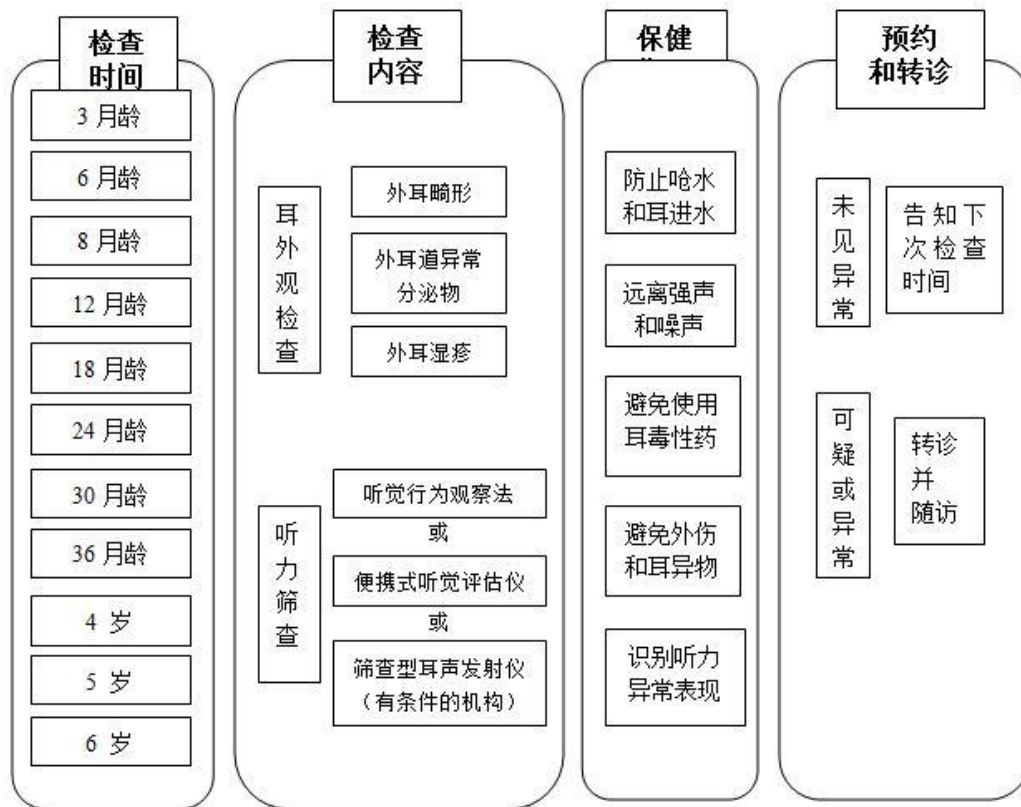 检查
时间
3 月龄
6 月龄
8 月龄
12 月龄
18 月龄
24 月龄
30 月龄
36 月龄
4 岁
5 岁
6 岁
检查
内容
耳外观检查
外耳畸形
外耳道异常
分泌物
外耳湿疹
听力筛查
听觉行为观察法
或
便携式听觉评估仪
或
筛查型耳声发射仪
（有条件的机构）
保健
防止呛水
和耳进水
远离强声
和噪声
避免使用
耳毒性药
避免外伤
和耳异物
识别听力
异常表现
预约
和转诊
未见异常
告知下
次检查
时间
可疑或异常
转诊
并
随访